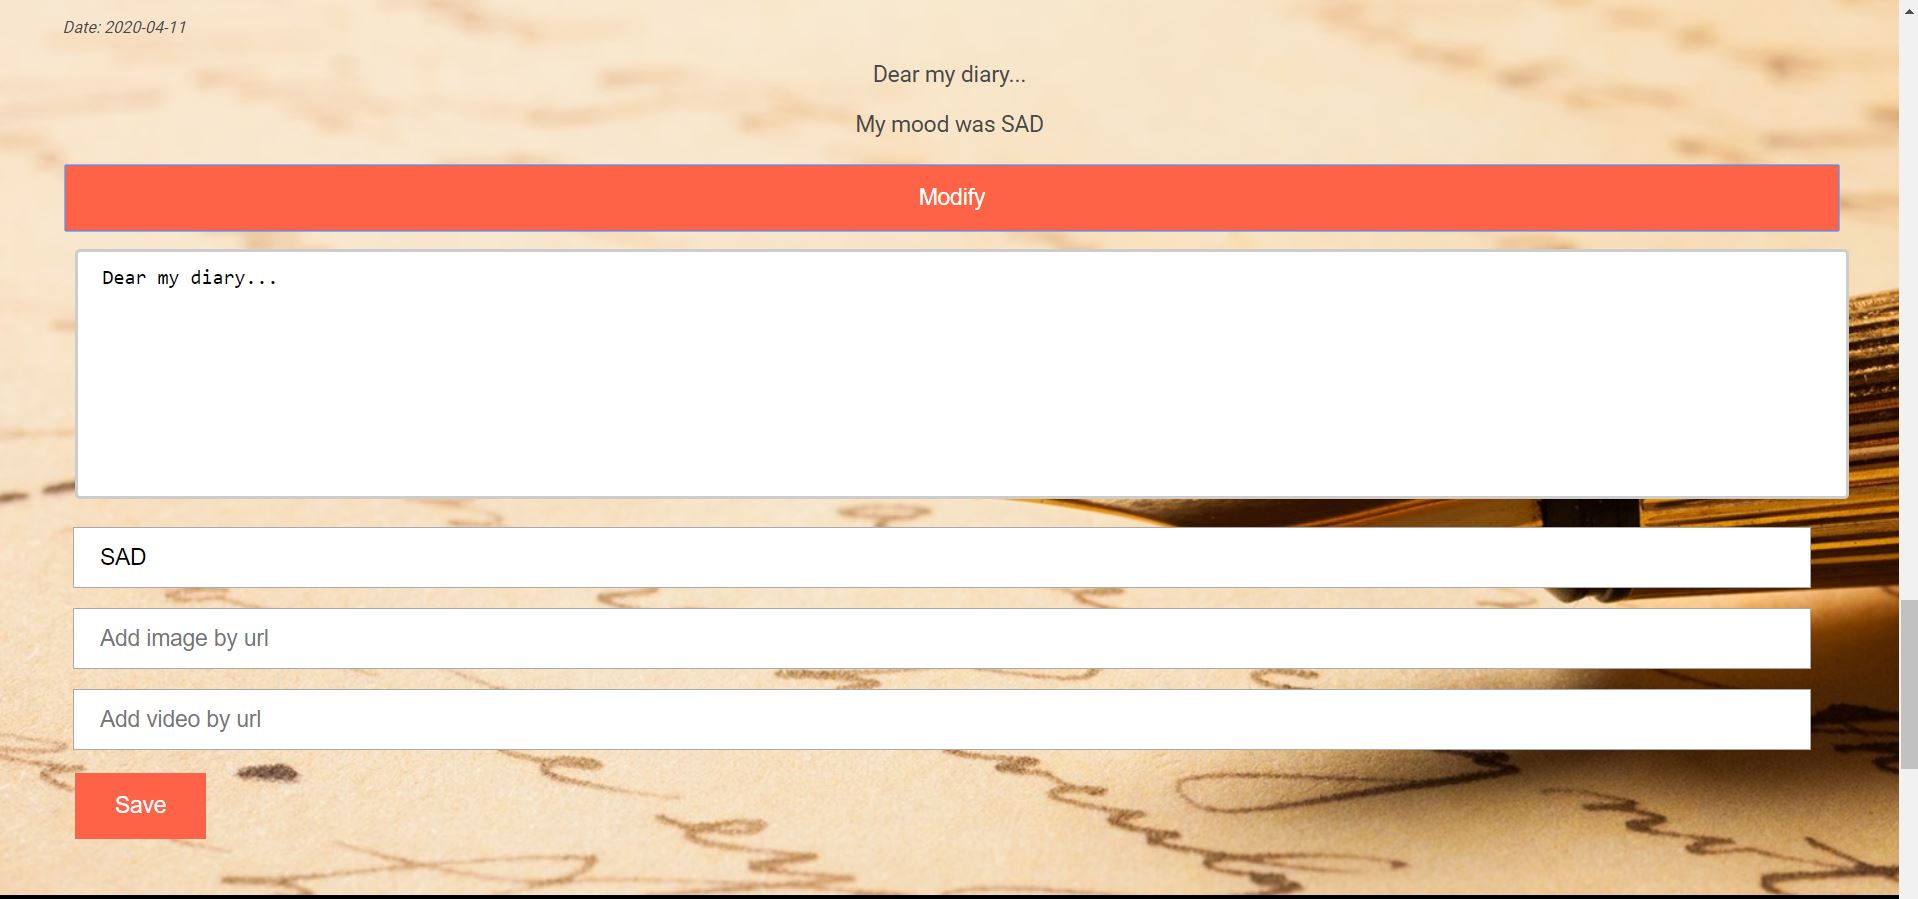 Date: 2020-04-11
Dear my diary...
My mood was SAD
Modify
Dear my diary...
SAD
Add image by url
Add video by url
Save